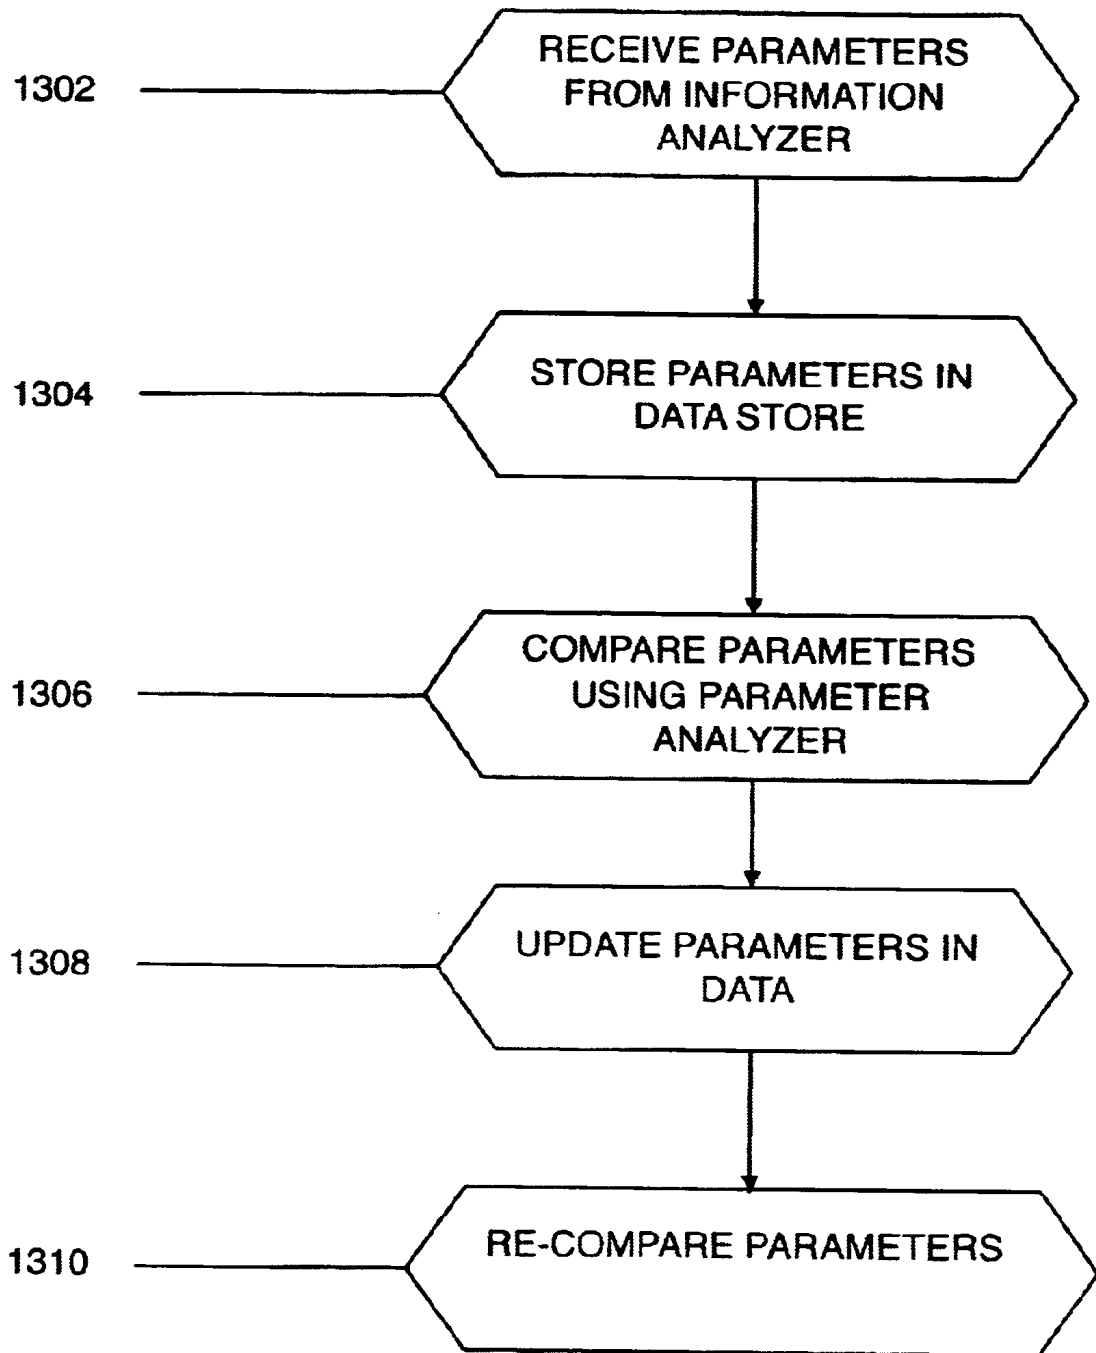 1302
RECEIVE PARAMETERS
FROM INFORMATION
ANALYZER
1304
STORE PARAMETERS IN
DATA STORE
1306
COMPARE PARAMETERS
USING PARAMETER
ANALYZER
1308
UPDATE PARAMETERS IN
DATA
1310
RE-COMPARE PARAMETERS